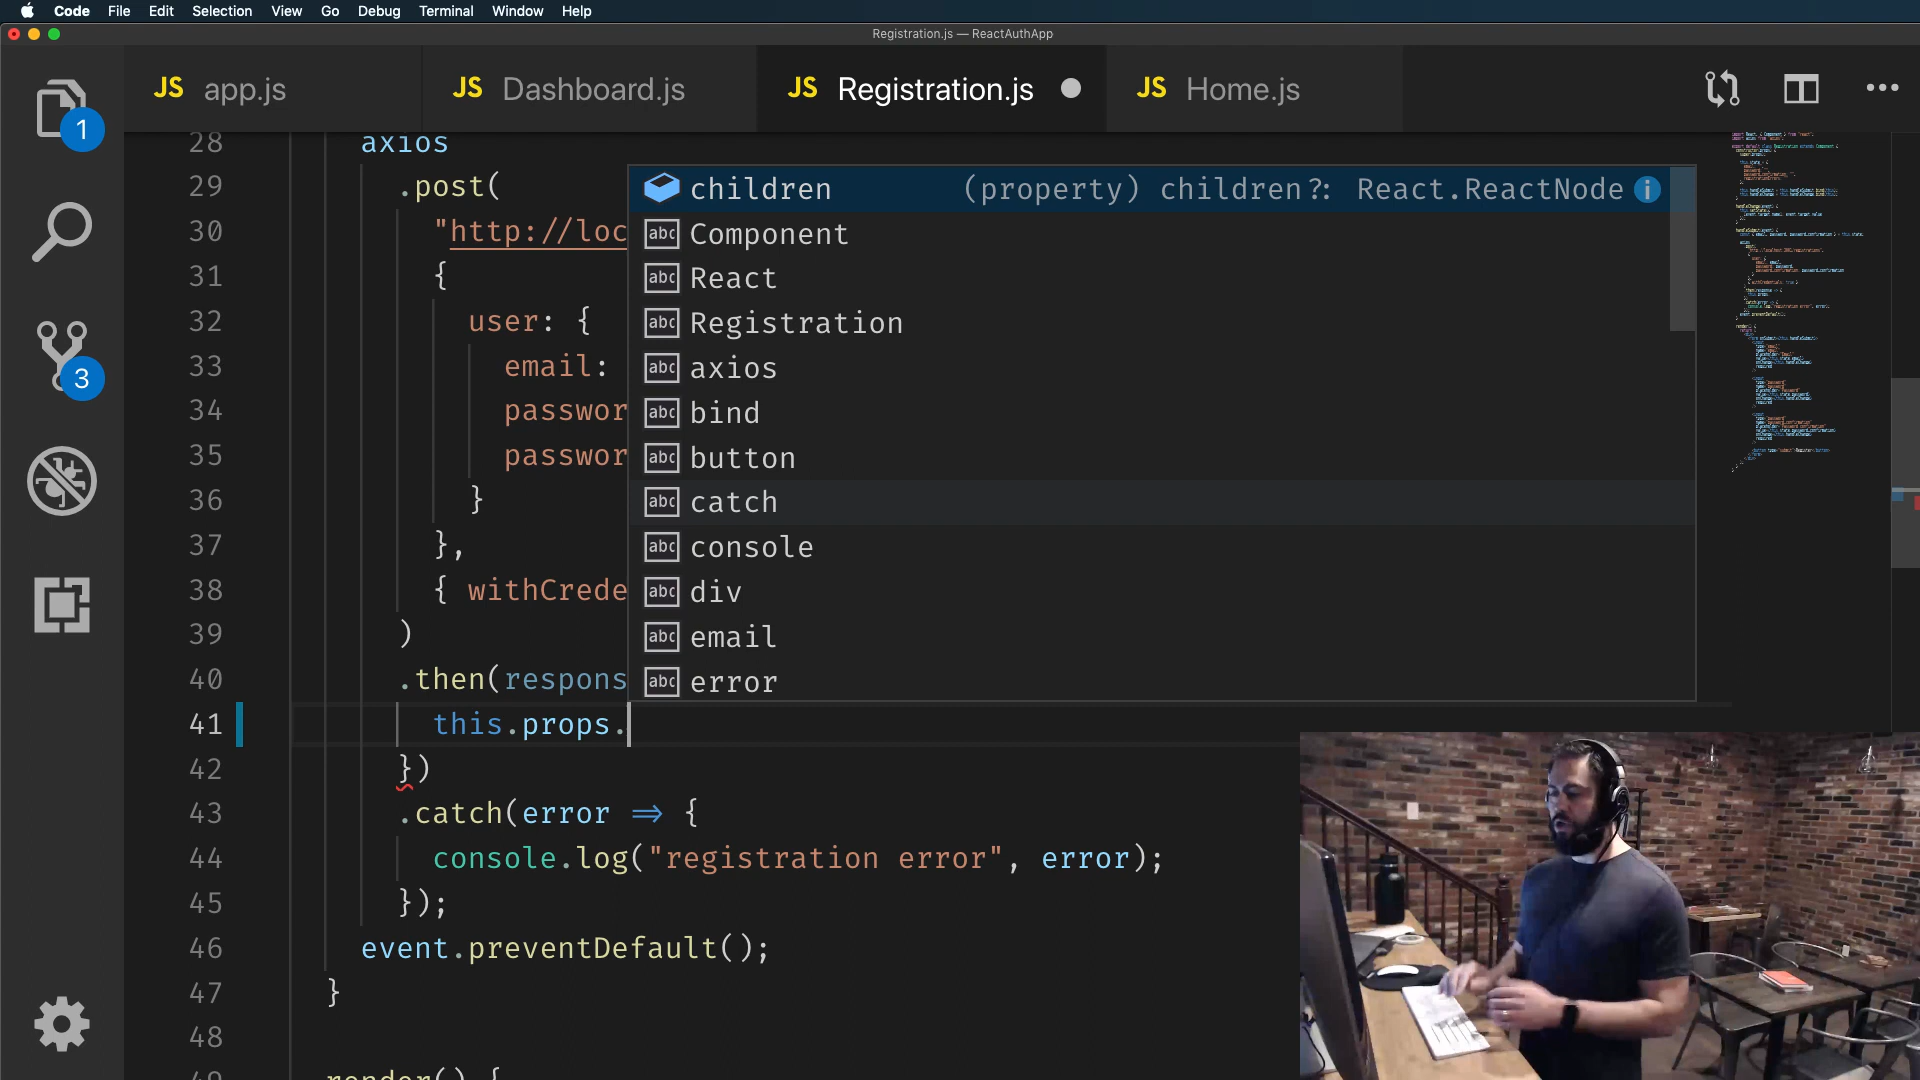 Code File Edit Selection View Go Debug Terminal Window Help
Registration.js — ReactAuthApp
JS app.js JS Dashboard.js JS Registration.js JS Home.js
1
3
28 axios
29 .post(
30 "http://loc
31 {
32 user: {
33 email:
34 passwor
35 passwor
36 }
37 },
38 { withCrede
39 )
40 .then(respons
41 this.props.
42 })
43 .catch(error => {
44 console.log("registration error", error);
45 });
46 event.preventDefault();
47 }
48
49 render() {
children (property) children?: React.ReactNode i
abc Component
abc React
abc Registration
abc axios
abc bind
abc button
abc catch
abc console
abc div
abc email
abc error